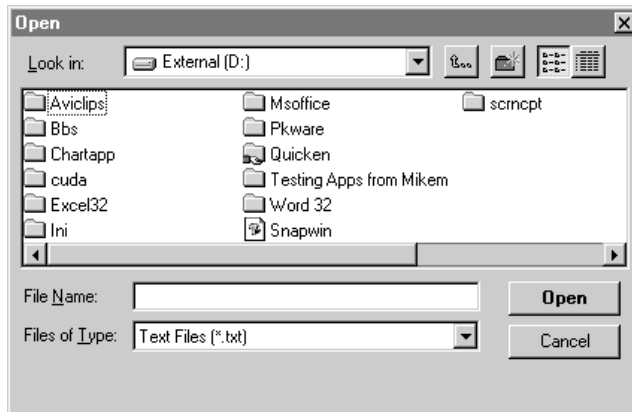 Open
Look in: External (D:)
Aviclips Msoffice scrncpt
Bbs Pkware
Chartapp Quicken
cuda Testing Apps from Mikem
Excel32 Word 32
Ini Snapwin
File Name: Open
Files of Type: Text Files (*.txt) Cancel